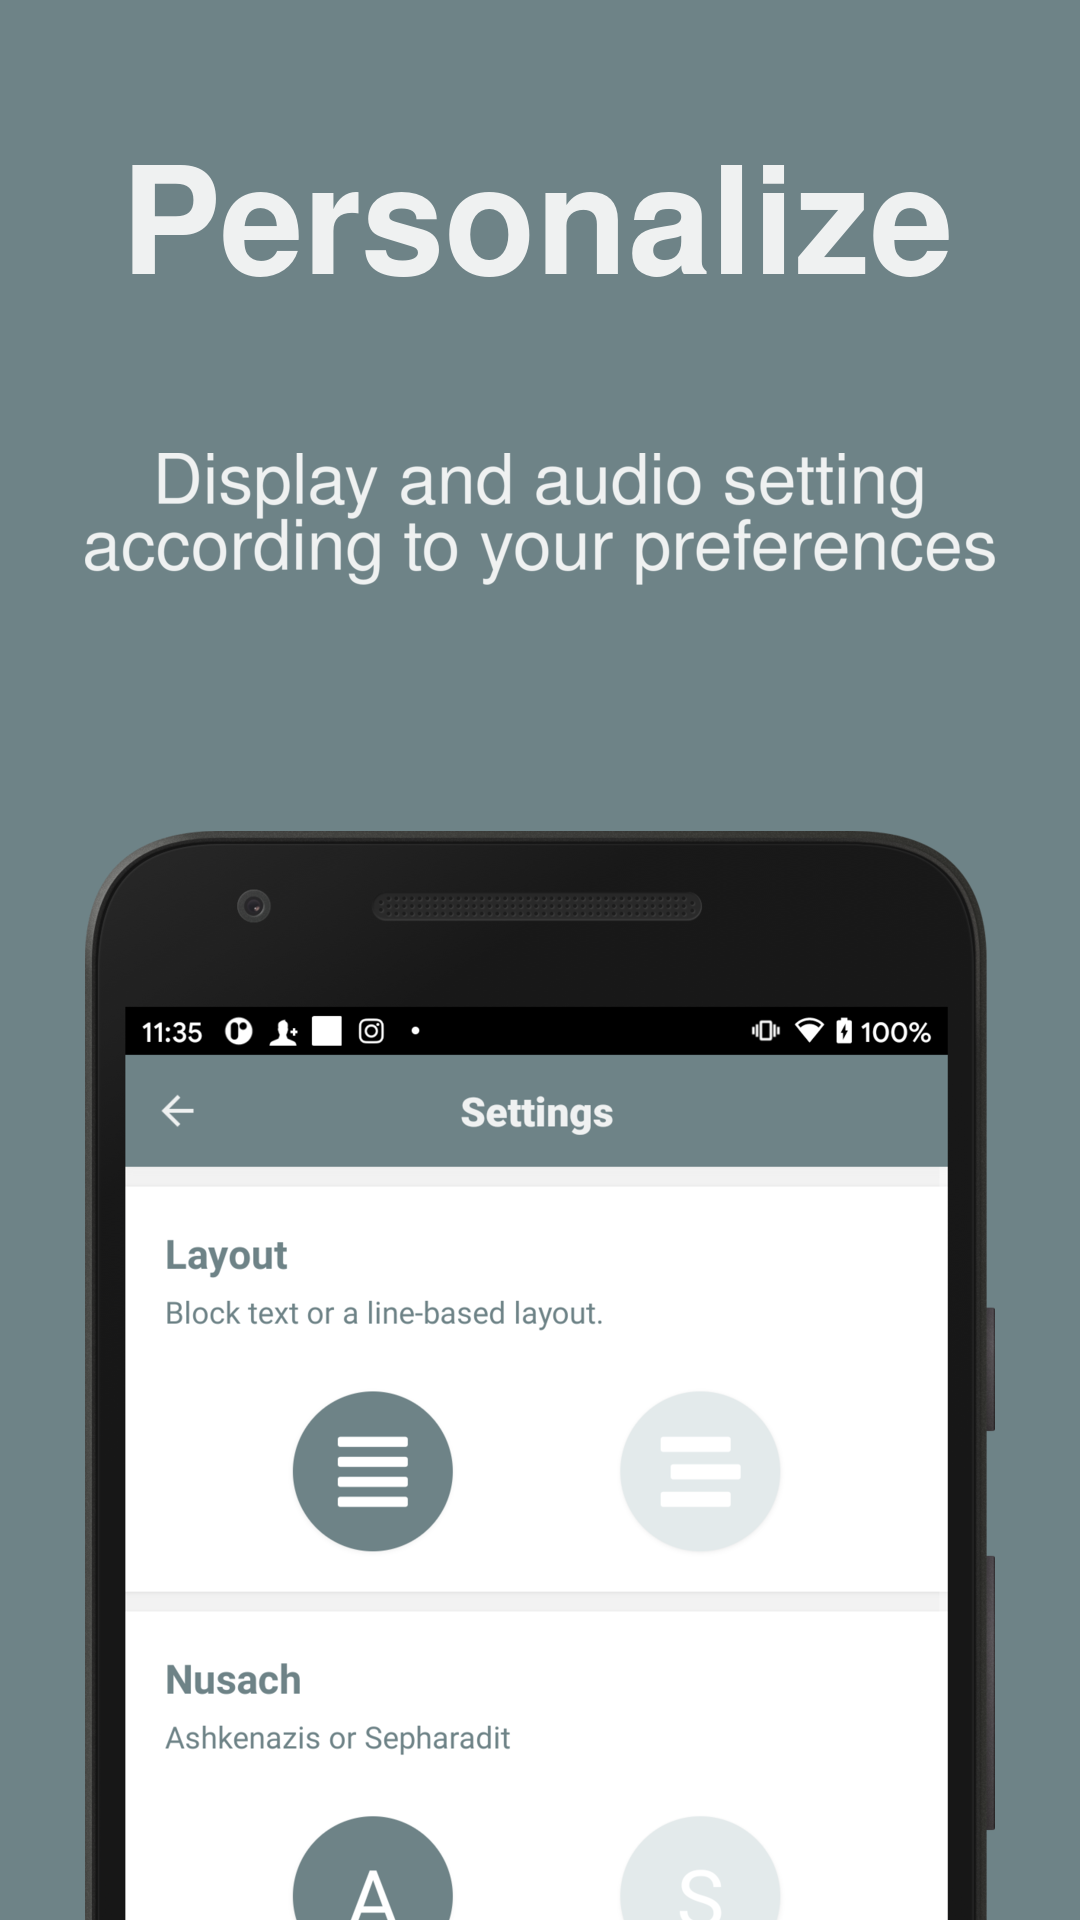 Personalize
Display and audio setting
according to your preferences
11:35
100%
Settings
Layout
Block text or a line-based layout.
Nusach
Ashkenazis or Sepharadit
A
S